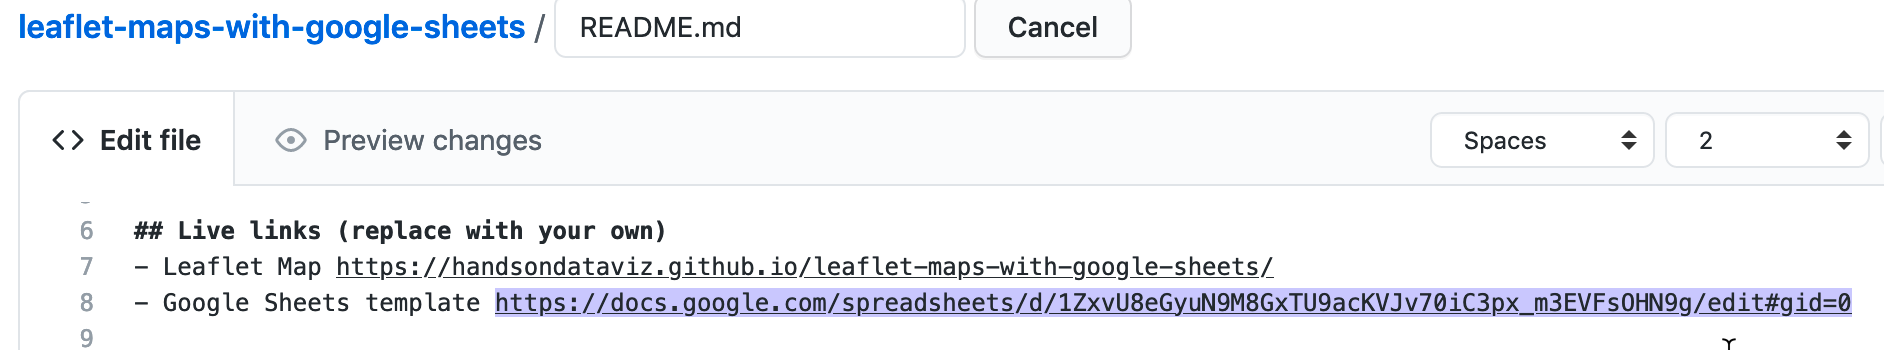 leaflet-maps-with-google-sheets / README.md Cancel
<> Edit file Preview changes Spaces 2
6 ## Live links (replace with your own)
7 - Leaflet Map https://handsondataviz.github.io/leaflet-maps-with-google-sheets/
8 - Google Sheets template https://docs.google.com/spreadsheets/d/1ZxvU8eGyuN9M8GxTU9acKVJv70iC3px_m3EVFsOHN9g/edit#gid=0
9